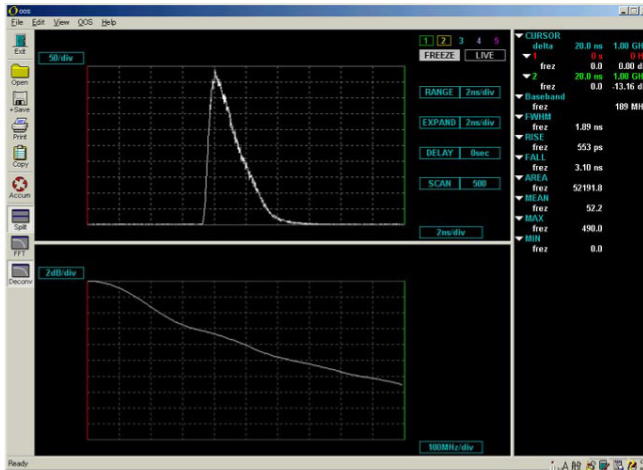 oos
File Edit View OOS Help
Exit
Open
+Save
Print
Copy
Accum
Split
FFT
Deconv
50/div
1 2 3 4 5
FREEZE LIVE
RANGE 2ns/div
EXPAND 2ns/div
DELAY 0sec
SCAN 500
2ns/div
2dB/div
100MHz/div
CURSOR
delta 20.0 ns 1.00 GH
1 0 s 0 H
frez 0.0 0.00 d
2 20.0 ns 1.00 GH
frez 0.0 -13.16 d
Baseband
frez 189 MH
FWHM
frez 1.89 ns
RISE
frez 553 ps
FALL
frez 3.10 ns
AREA
frez 52191.8
MEAN
frez 52.2
MAX
frez 490.0
MIN
frez 0.0
Ready